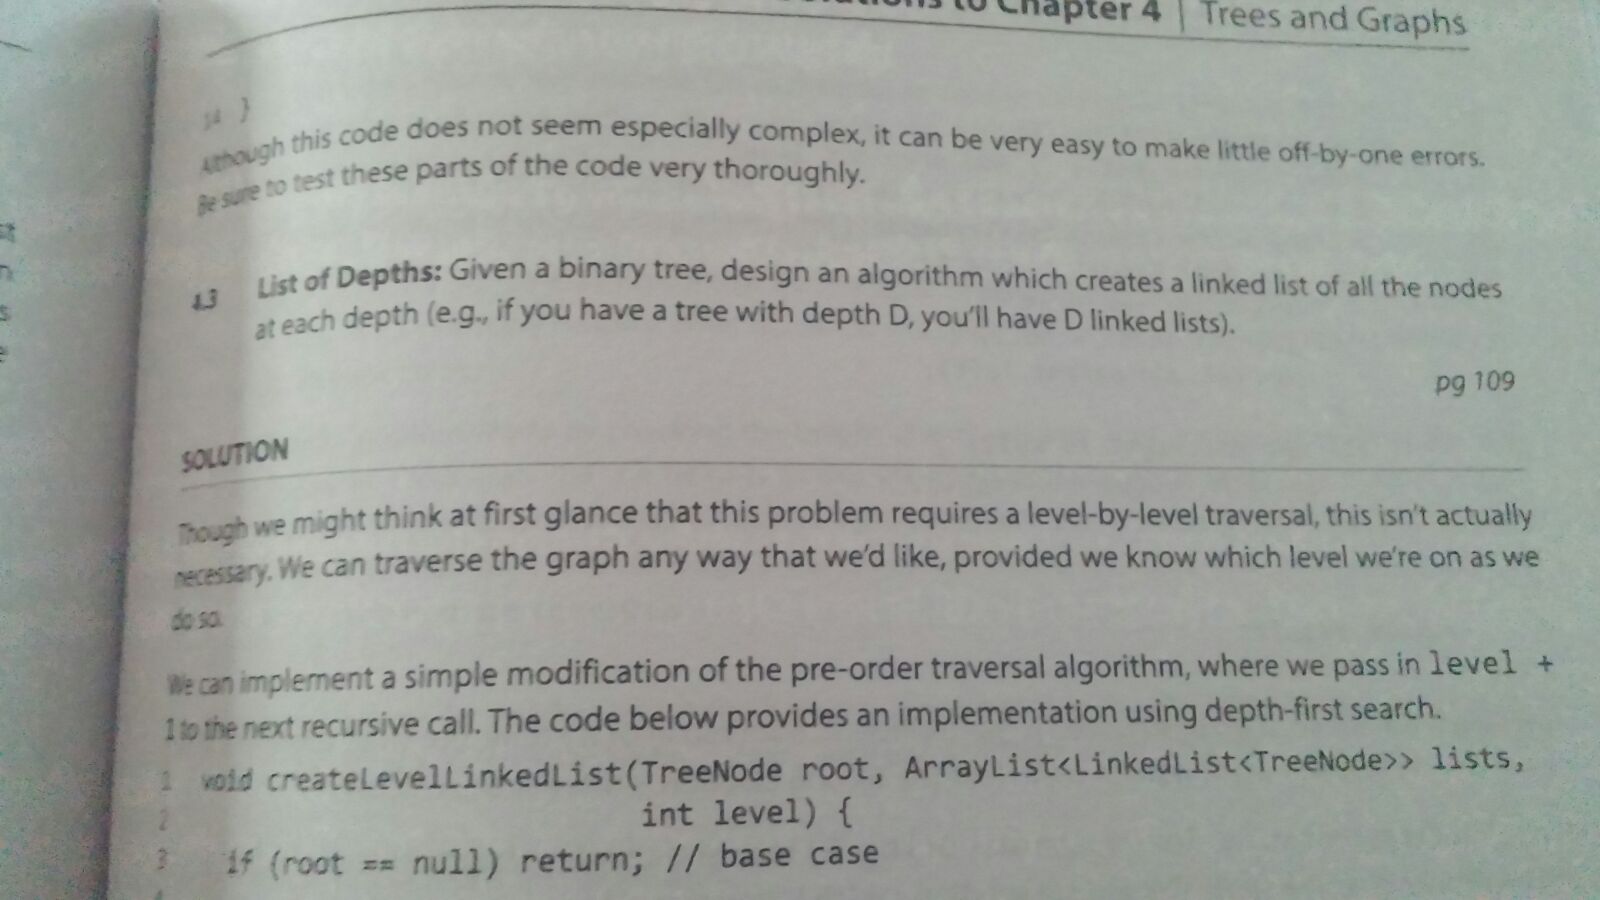 to Chapter 4 | Trees and Graphs
}
Although this code does not seem especially complex, it can be very easy to make little off-by-one errors.
Be sure to test these parts of the code very thoroughly.
4.3 List of Depths: Given a binary tree, design an algorithm which creates a linked list of all the nodes
at each depth (e.g., if you have a tree with depth D, you'll have D linked lists).
pg 109
SOLUTION
Though we might think at first glance that this problem requires a level-by-level traversal, this isn't actually
necessary. We can traverse the graph any way that we'd like, provided we know which level we're on as we
do so.
We can implement a simple modification of the pre-order traversal algorithm, where we pass in level +
1 to the next recursive call. The code below provides an implementation using depth-first search.
1 void createLevelLinkedList(TreeNode root, ArrayList<LinkedList<TreeNode>> lists,
2 int level) {
3 if (root == null) return; // base case